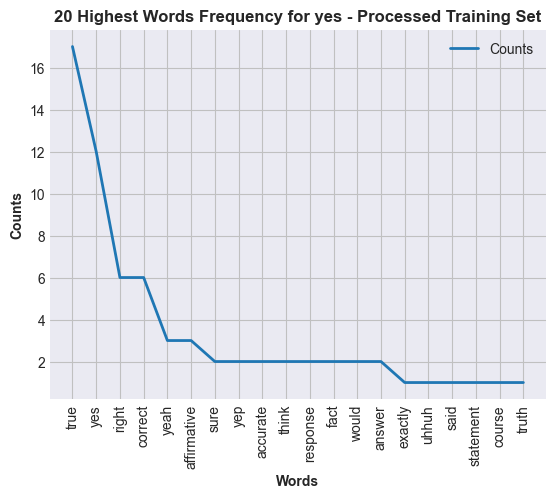 20 Highest Words Frequency for yes - Processed Training Set
Counts
Counts
16
14
12
10
8
6
4
2
true
yes
right
correct
yeah
affirmative
sure
yep
accurate
think
response
fact
would
answer
exactly
uhhuh
said
statement
course
truth
Words